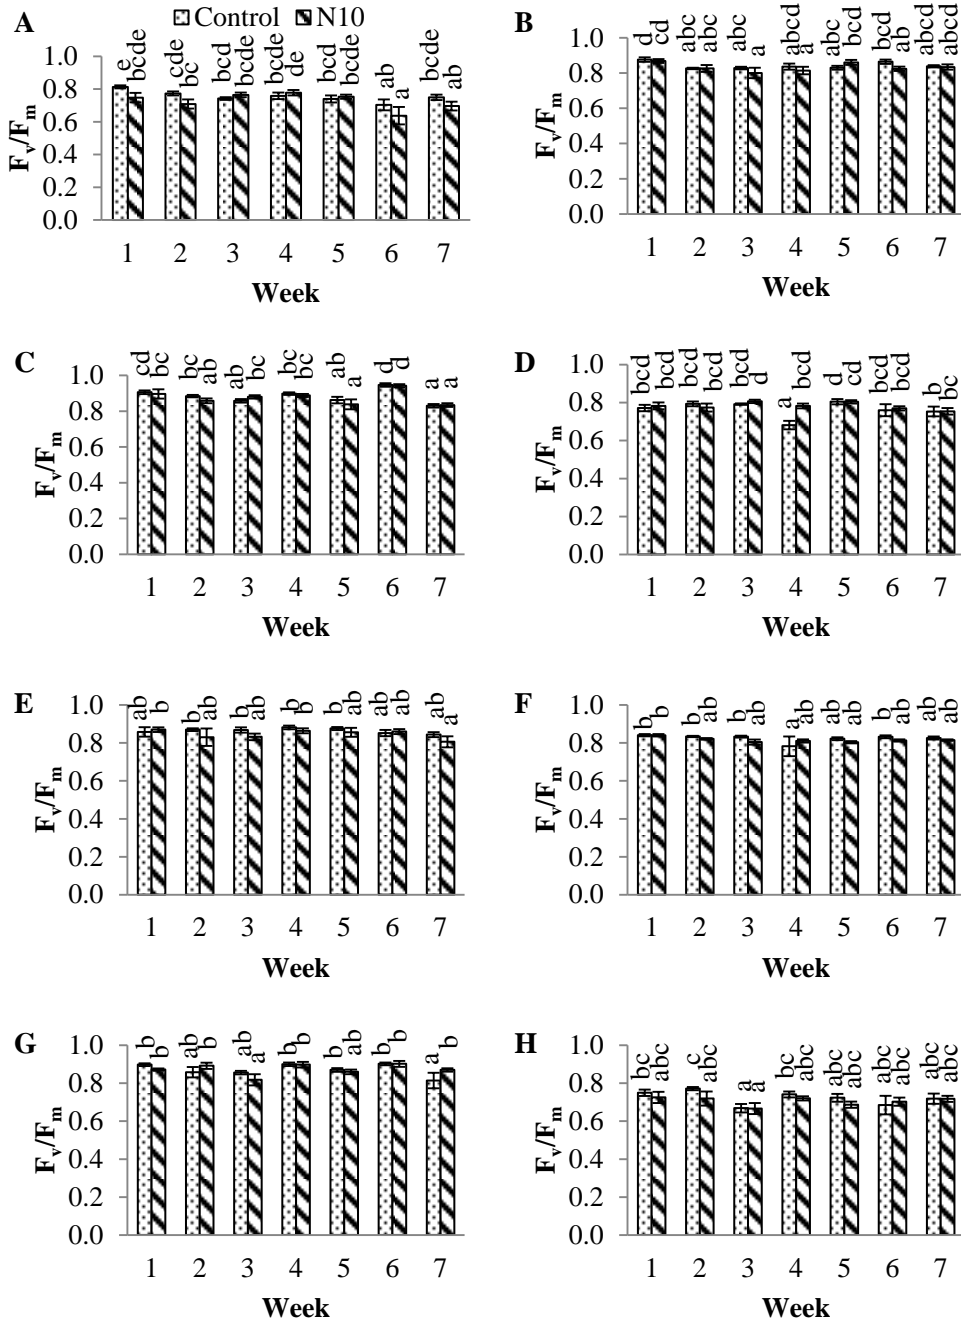 A
Control N10
e bcde cde bc bcd bcde bcde de bcd bcde ab a bcde ab
1.0
0.8
0.6
0.4
0.2
0.0
Fv/Fm
1 2 3 4 5 6 7
Week
B
d cd abc abc abc a abcd a abc bcd bcd ab abcd abcd
1.0
0.8
0.6
0.4
0.2
0.0
Fv/Fm
1 2 3 4 5 6 7
Week
C
cd bc bc ab ab bc bc bc ab a d d a a
1.0
0.8
0.6
0.4
0.2
0.0
Fv/Fm
1 2 3 4 5 6 7
Week
D
bcd bcd bcd bcd bcd d a bcd d cd bcd bcd b bc
1.0
0.8
0.6
0.4
0.2
0.0
Fv/Fm
1 2 3 4 5 6 7
Week
E
ab b b ab b ab b b b ab ab ab ab a
1.0
0.8
0.6
0.4
0.2
0.0
Fv/Fm
1 2 3 4 5 6 7
Week
F
b b b ab b ab a ab ab ab b ab ab ab
1.0
0.8
0.6
0.4
0.2
0.0
Fv/Fm
1 2 3 4 5 6 7
Week
G
b b ab b ab a b b b ab b b a b
1.0
0.8
0.6
0.4
0.2
0.0
Fv/Fm
1 2 3 4 5 6 7
Week
H
bc abc c abc a a bc abc abc abc abc abc abc abc
1.0
0.8
0.6
0.4
0.2
0.0
Fv/Fm
1 2 3 4 5 6 7
Week